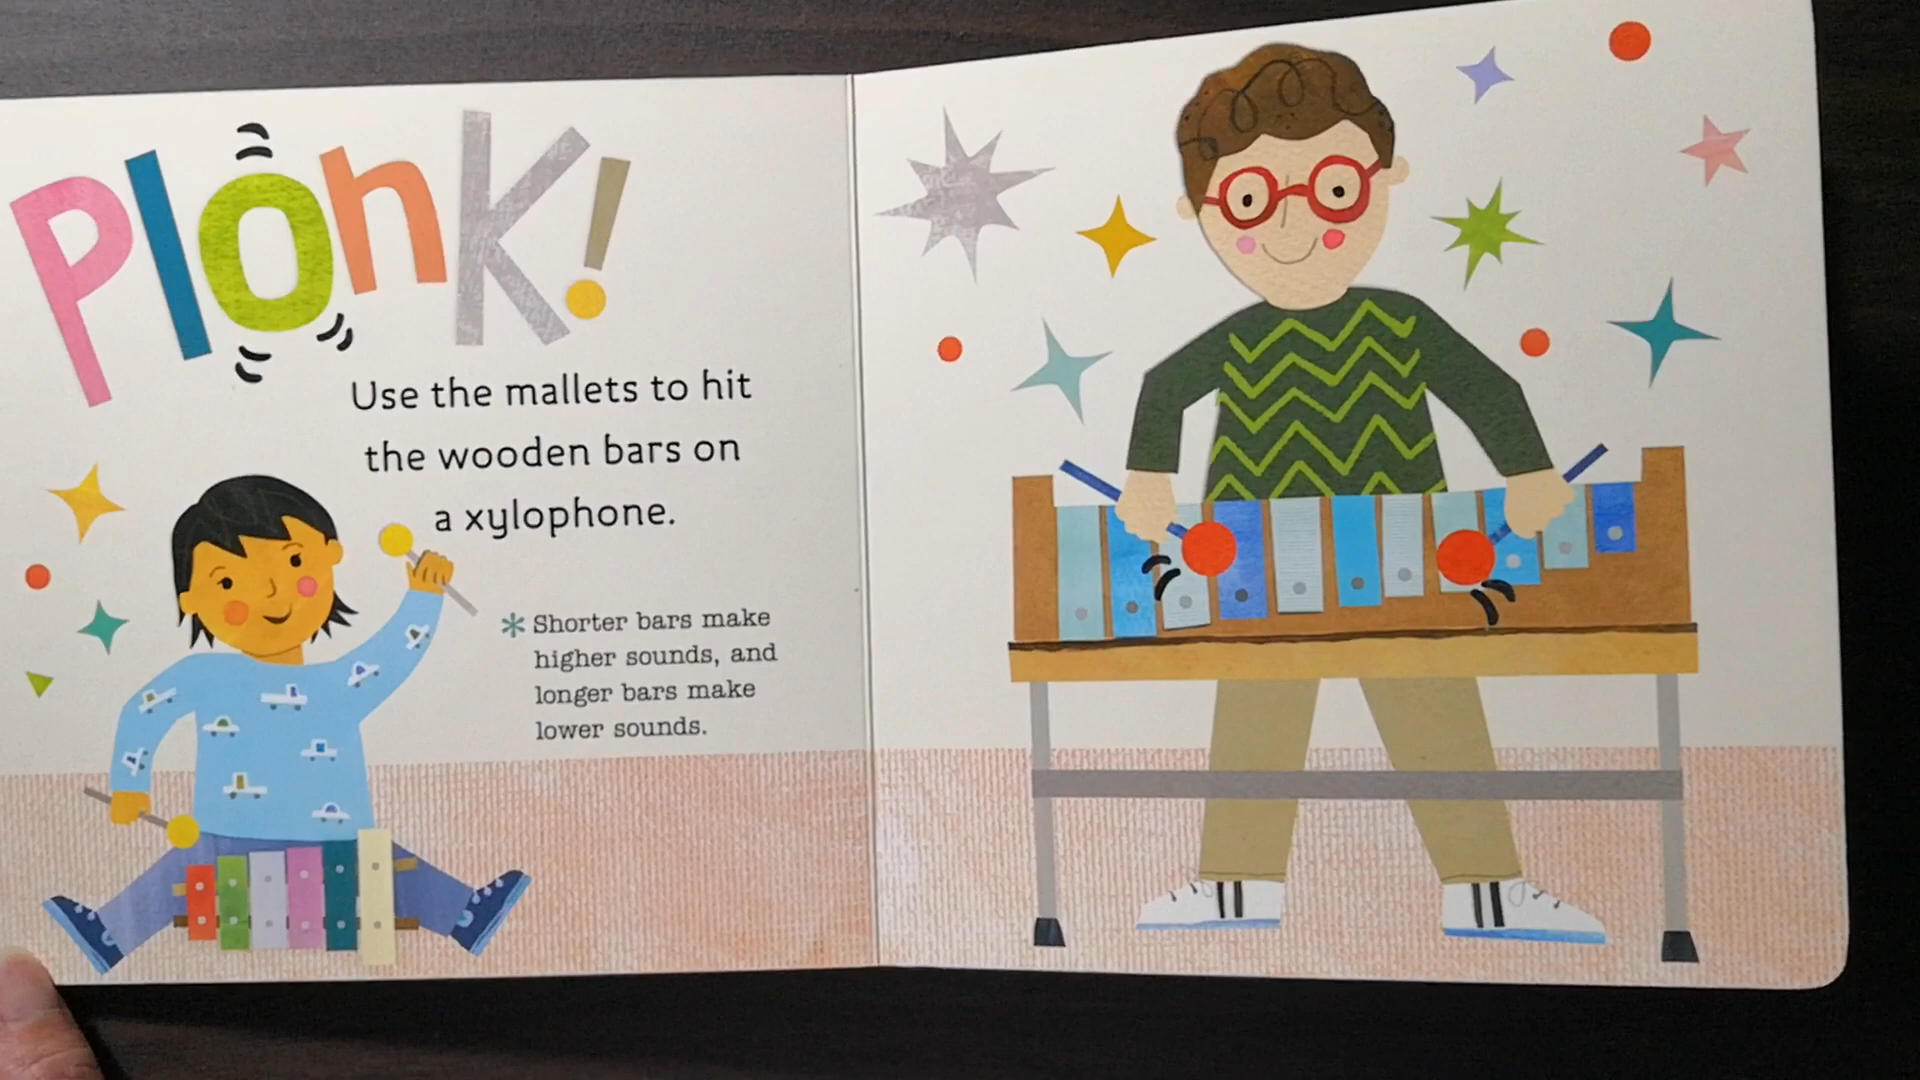 Plonk!
Use the mallets to hit
the wooden bars on
a xylophone.
* Shorter bars make
higher sounds, and
longer bars make
lower sounds.